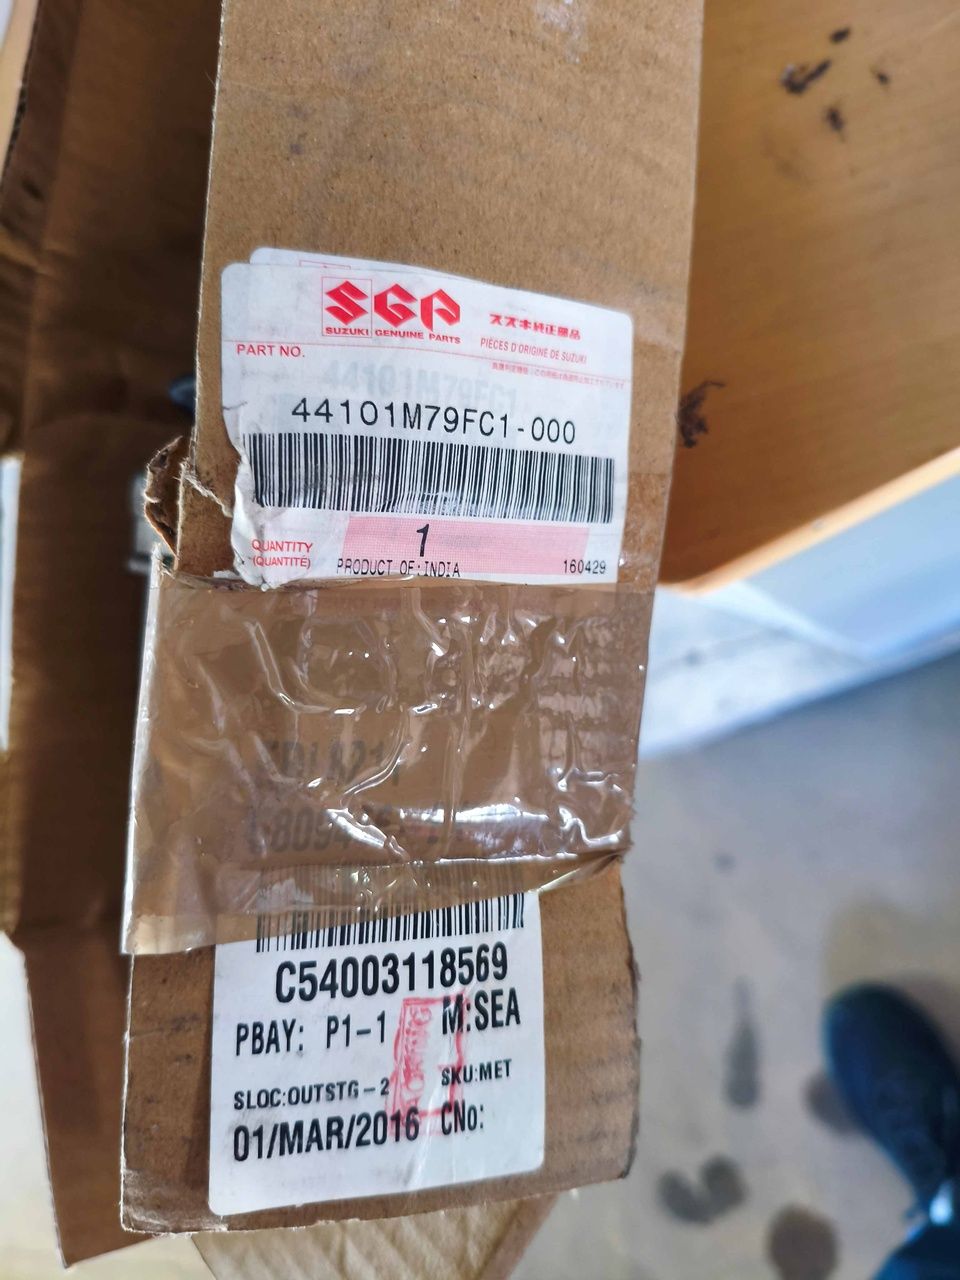 SGP
SUZUKI GENUINE PARTS
スズキ純正部品
PIÈCES D'ORIGINE DE SUZUKI
PART NO.
44101M79FC1-000
QUANTITY
(QUANTITÉ)
1
PRODUCT OF:INDIA
160429
C54003118569
PBAY: P1-1
M:SEA
SLOC:OUTSTG-2
SKU:MET
01/MAR/2016
CNo: